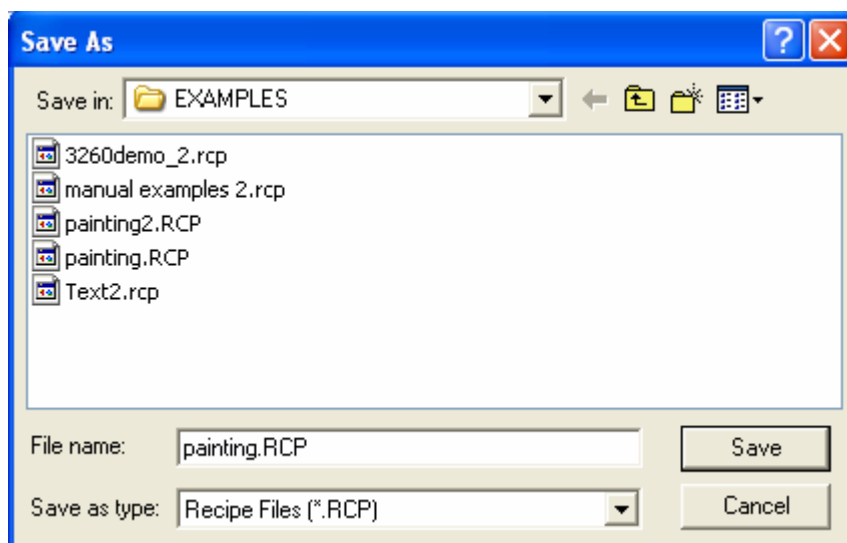 Save As
Save in: EXAMPLES
3260demo_2.rcp
manual examples 2.rcp
painting2.RCP
painting.RCP
Text2.rcp
File name: painting.RCP Save
Save as type: Recipe Files (*.RCP) Cancel